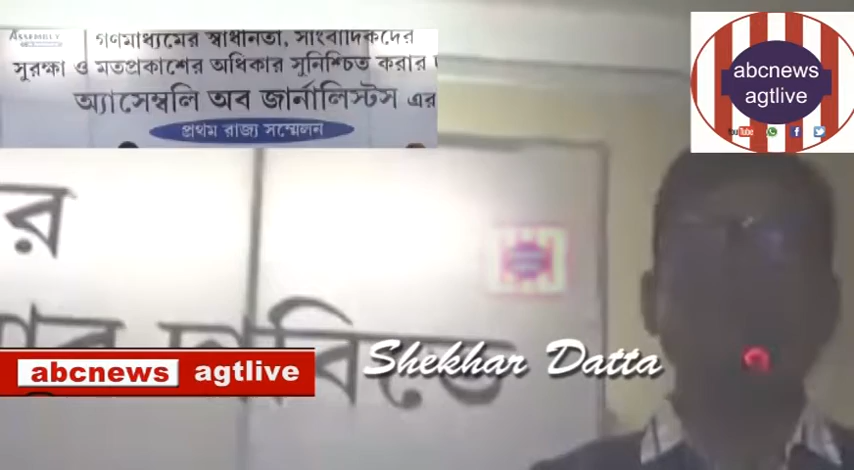 গণমাধ্যমের স্বাধীনতা, সাংবাদিকদের
সুরক্ষা ও মতপ্রকাশের অধিকার সুনিশ্চিত করার
অ্যাসেম্বলি অব জার্নালিস্টস এর
প্রথম রাজ্য সম্মেলন
abcnews
agtlive
YouTube
র
দাবিতে
Shekhar Datta
abcnews agtlive